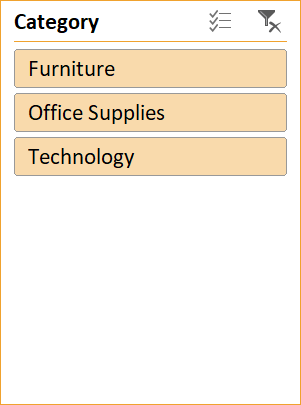 Category
Furniture
Office Supplies
Technology